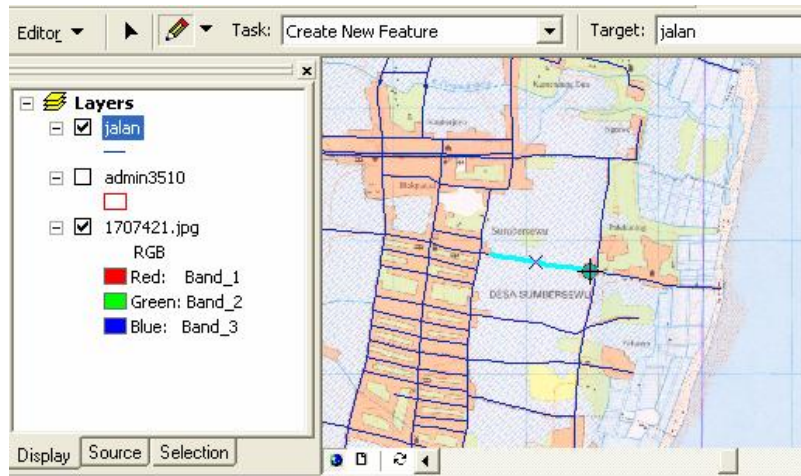 Editor Task: Create New Feature Target: jalan
Layers
jalan
admin3510
1707421.jpg
RGB
Red: Band_1
Green: Band_2
Blue: Band_3
Display Source Selection
DESA SUMBERSEWU